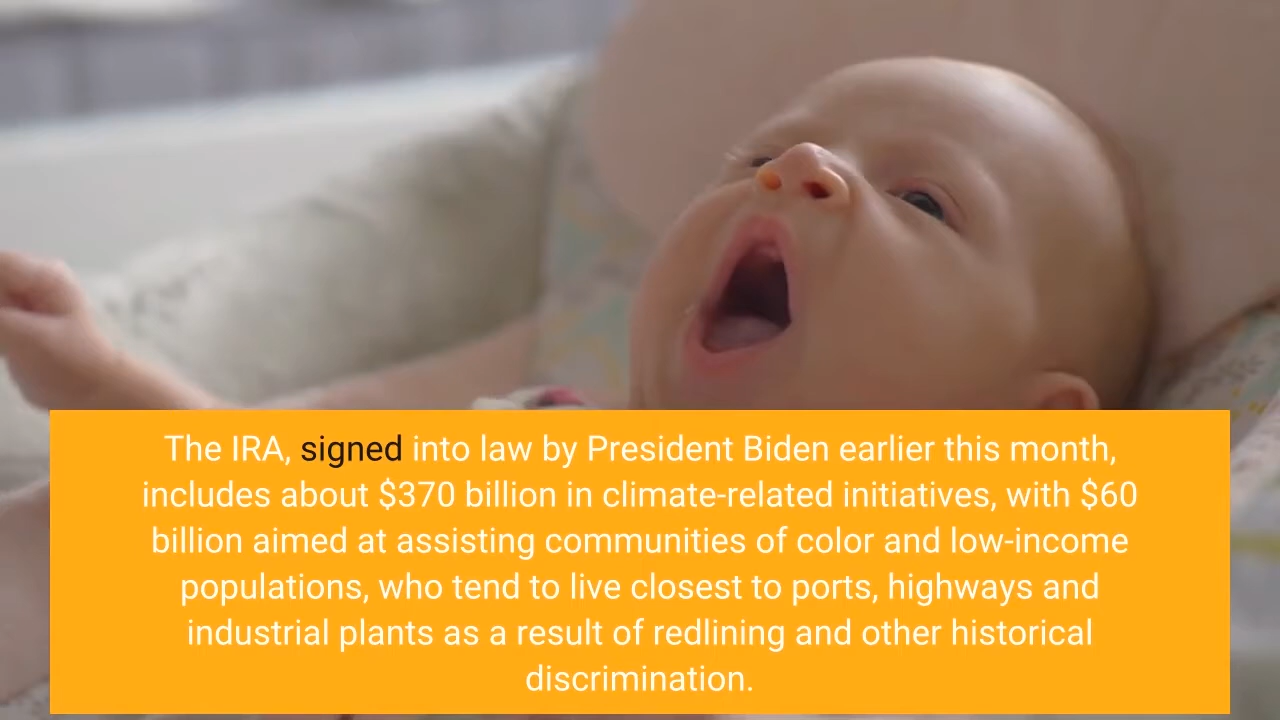 The IRA, signed into law by President Biden earlier this month,
includes about $370 billion in climate-related initiatives, with $60
billion aimed at assisting communities of color and low-income
populations, who tend to live closest to ports, highways and
industrial plants as a result of redlining and other historical
discrimination.